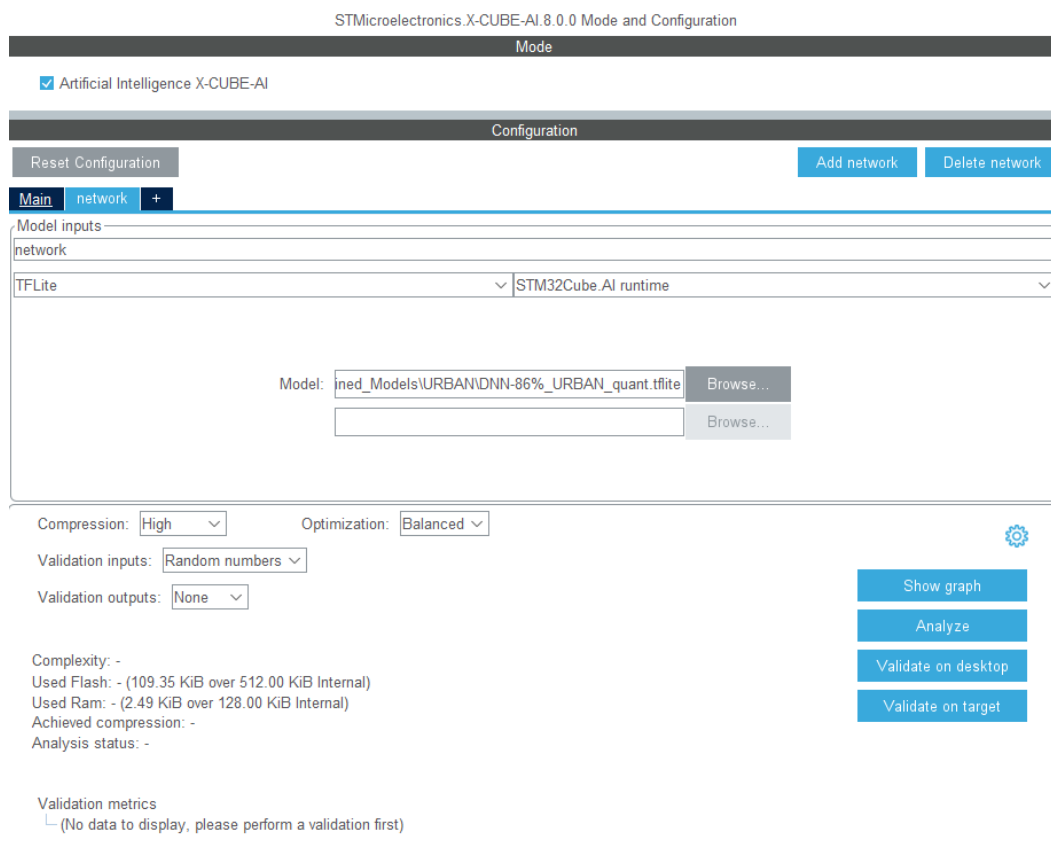 STMicroelectronics.X-CUBE-AI.8.0.0 Mode and Configuration
Mode
Artificial Intelligence X-CUBE-AI
Configuration
Reset Configuration
Add network
Delete network
Main
network
+
Model inputs
network
TFLite
STM32Cube.AI runtime
Model: ined_Models\URBAN\DNN-86%_URBAN_quant.tflite Browse...
Browse...
Compression: High
Optimization: Balanced
Validation inputs: Random numbers
Validation outputs: None
Show graph
Analyze
Validate on desktop
Validate on target
Complexity: -
Used Flash: - (109.35 KiB over 512.00 KiB Internal)
Used Ram: - (2.49 KiB over 128.00 KiB Internal)
Achieved compression: -
Analysis status: -
Validation metrics
(No data to display, please perform a validation first)